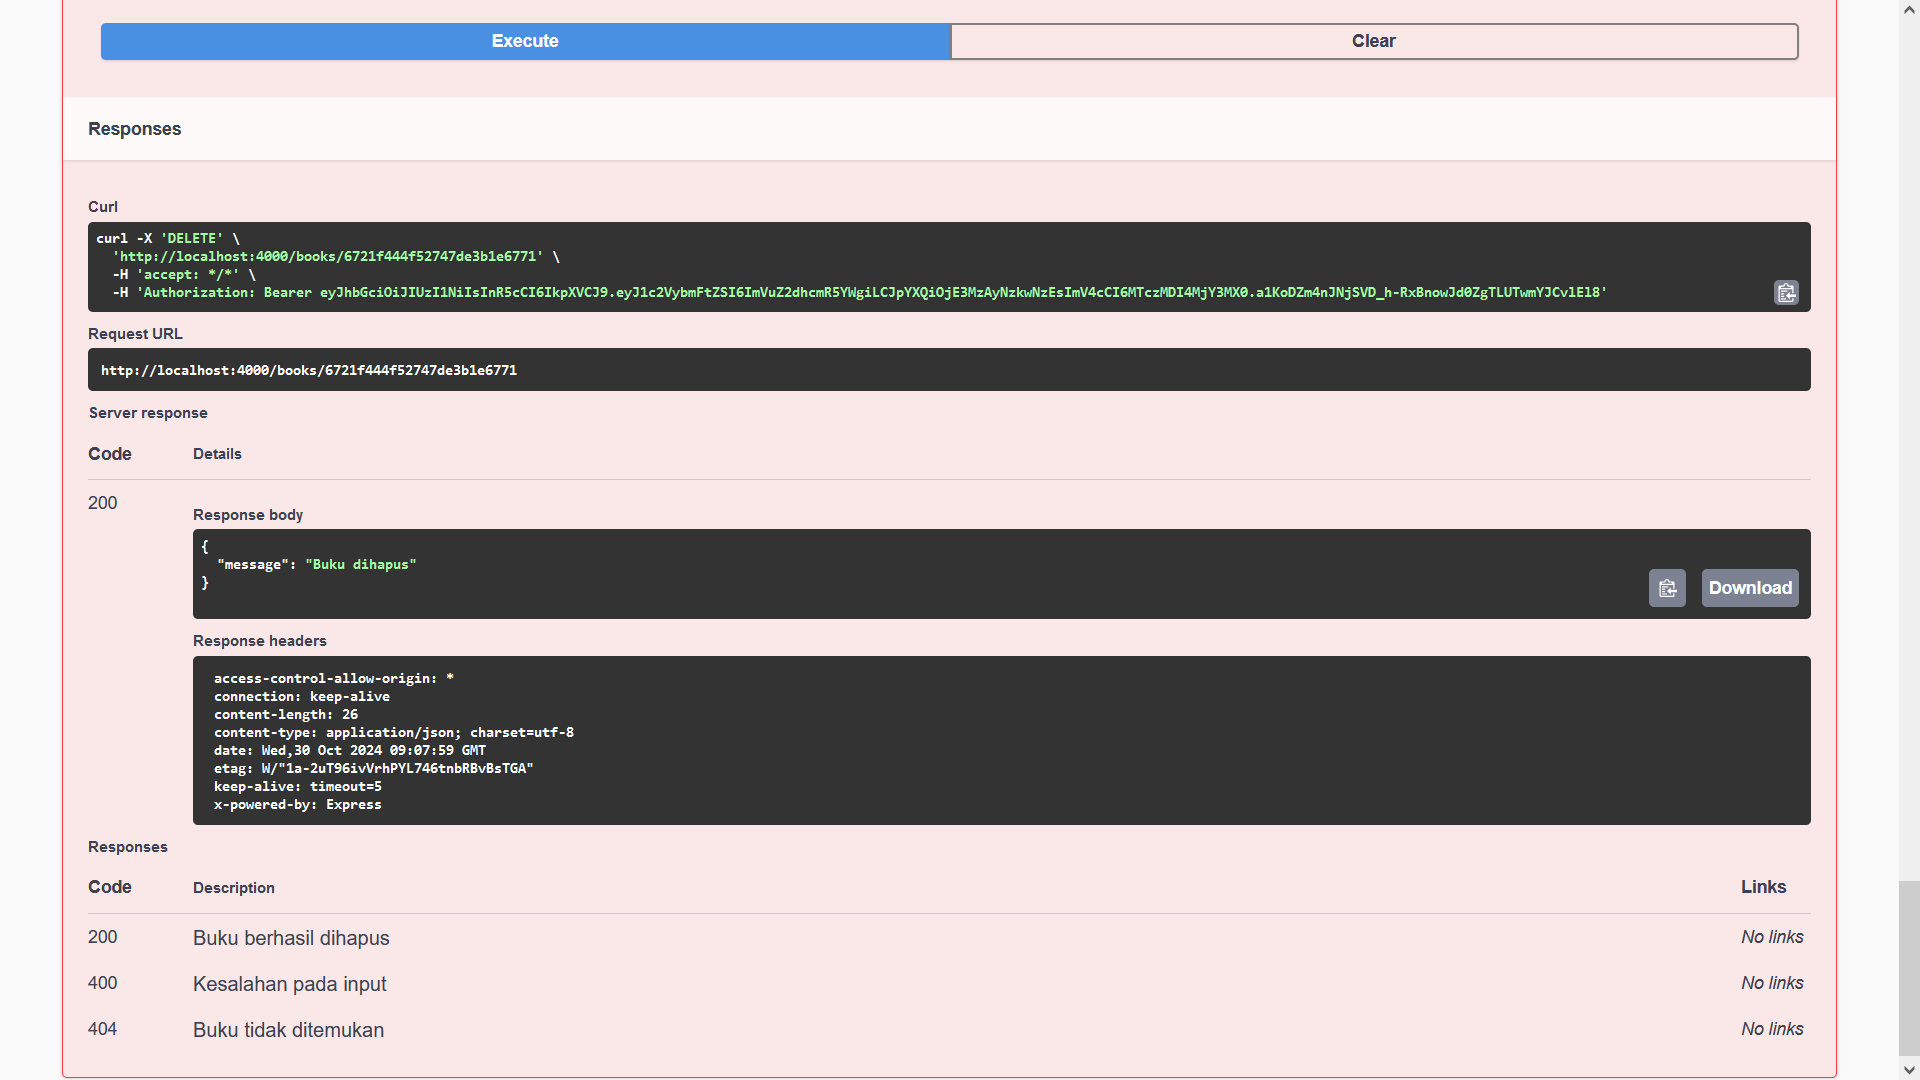 Execute
Clear
Responses
Curl
curl -X 'DELETE' \
'http://localhost:4000/books/6721f444f52747de3b1e6771' \
-H 'accept: */*' \
-H 'Authorization: Bearer eyJhbGciOiJIUzI1NiIsInR5cCI6IkpXVCJ9.eyJ1c2VybmFtZSI6ImVuZ2dhcmR5YWgiLCJpYXQiOjE3MzAyNzkwNzEsImV4cCI6MTczMDI4MjY3MX0.a1KoDZm4nJNjSVD_h-RxBnowJd0ZgTLUTwmYJCvlEl8'
Request URL
http://localhost:4000/books/6721f444f52747de3b1e6771
Server response
Code Details
200
Response body
{
"message": "Buku dihapus"
}
Download
Response headers
access-control-allow-origin: *
connection: keep-alive
content-length: 26
content-type: application/json; charset=utf-8
date: Wed,30 Oct 2024 09:07:59 GMT
etag: W/"1a-2uT96ivVrhPYL746tnbRBvBsTGA"
keep-alive: timeout=5
x-powered-by: Express
Responses
Code Description Links
200 Buku berhasil dihapus No links
400 Kesalahan pada input No links
404 Buku tidak ditemukan No links